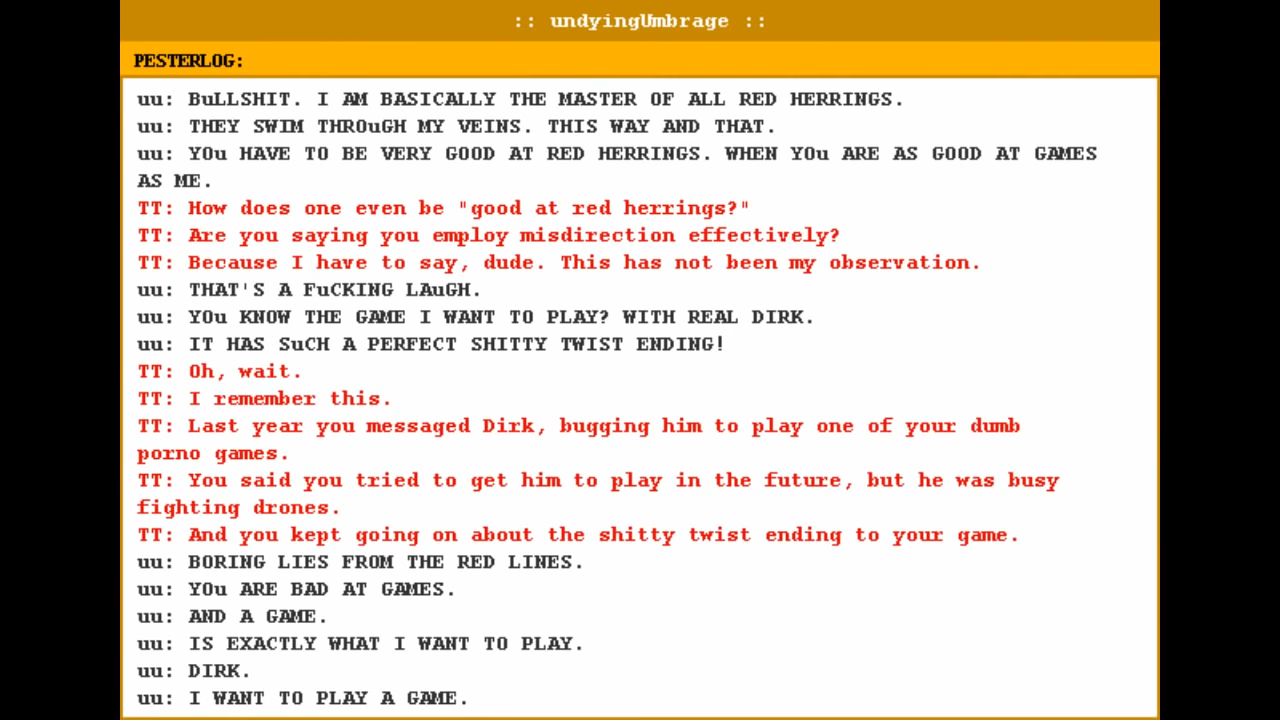 :: undyingUmbrage ::
PESTERLOG:
uu: BuLLSHIT. I AM BASICALLY THE MASTER OF ALL RED HERRINGS.
uu: THEY SWIM THROuGH MY VEINS. THIS WAY AND THAT.
uu: YOu HAVE TO BE VERY GOOD AT RED HERRINGS. WHEN YOu ARE AS GOOD AT GAMES
AS ME.
TT: How does one even be "good at red herrings?"
TT: Are you saying you employ misdirection effectively?
TT: Because I have to say, dude. This has not been my observation.
uu: THAT'S A FuCKING LAuGH.
uu: YOu KNOW THE GAME I WANT TO PLAY? WITH REAL DIRK.
uu: IT HAS SuCH A PERFECT SHITTY TWIST ENDING!
TT: Oh, wait.
TT: I remember this.
TT: Last year you messaged Dirk, bugging him to play one of your dumb
porno games.
TT: You said you tried to get him to play in the future, but he was busy
fighting drones.
TT: And you kept going on about the shitty twist ending to your game.
uu: BORING LIES FROM THE RED LINES.
uu: YOu ARE BAD AT GAMES.
uu: AND A GAME.
uu: IS EXACTLY WHAT I WANT TO PLAY.
uu: DIRK.
uu: I WANT TO PLAY A GAME.